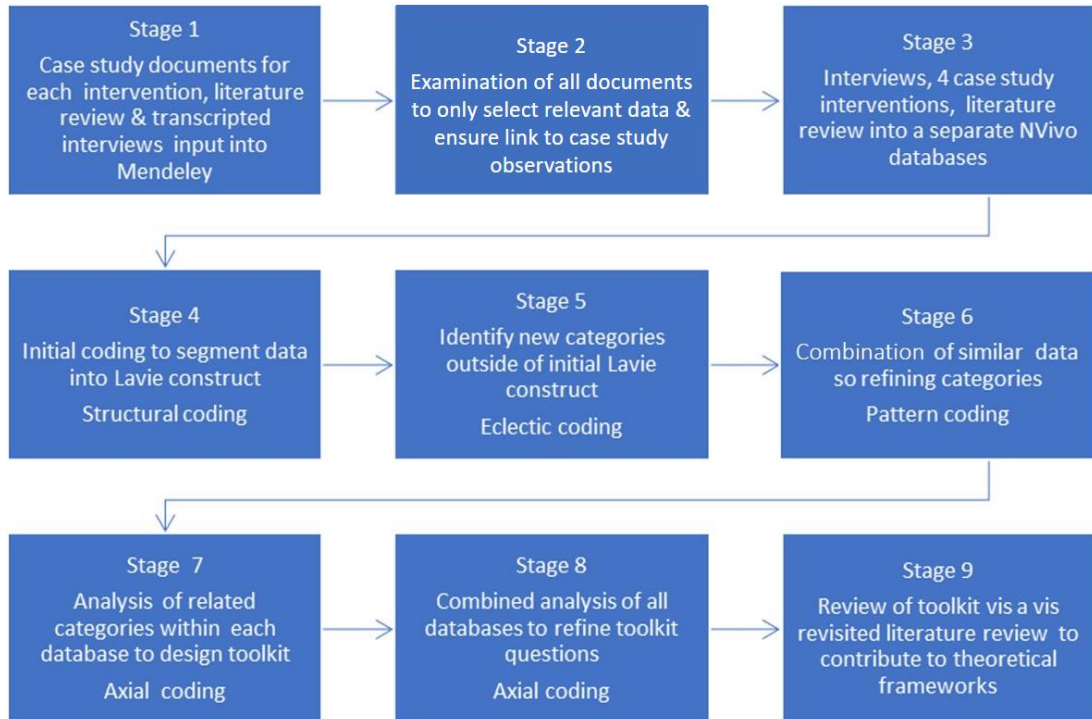 Stage 1
Case study documents for
each intervention, literature
review & transcripted
interviews input into
Mendeley
Stage 2
Examination of all documents
to only select relevant data &
ensure link to case study
observations
Stage 3
Interviews, 4 case study
interventions, literature
review into a separate NVivo
databases
Stage 4
Initial coding to segment data
into Lavie construct
Structural coding
Stage 5
Identify new categories
outside of initial Lavie
construct
Eclectic coding
Stage 6
Combination of similar data
so refining categories
Pattern coding
Stage 7
Analysis of related
categories within each
database to design toolkit
Axial coding
Stage 8
Combined analysis of all
databases to refine toolkit
questions
Axial coding
Stage 9
Review of toolkit vis a vis
revisited literature review to
contribute to theoretical
frameworks